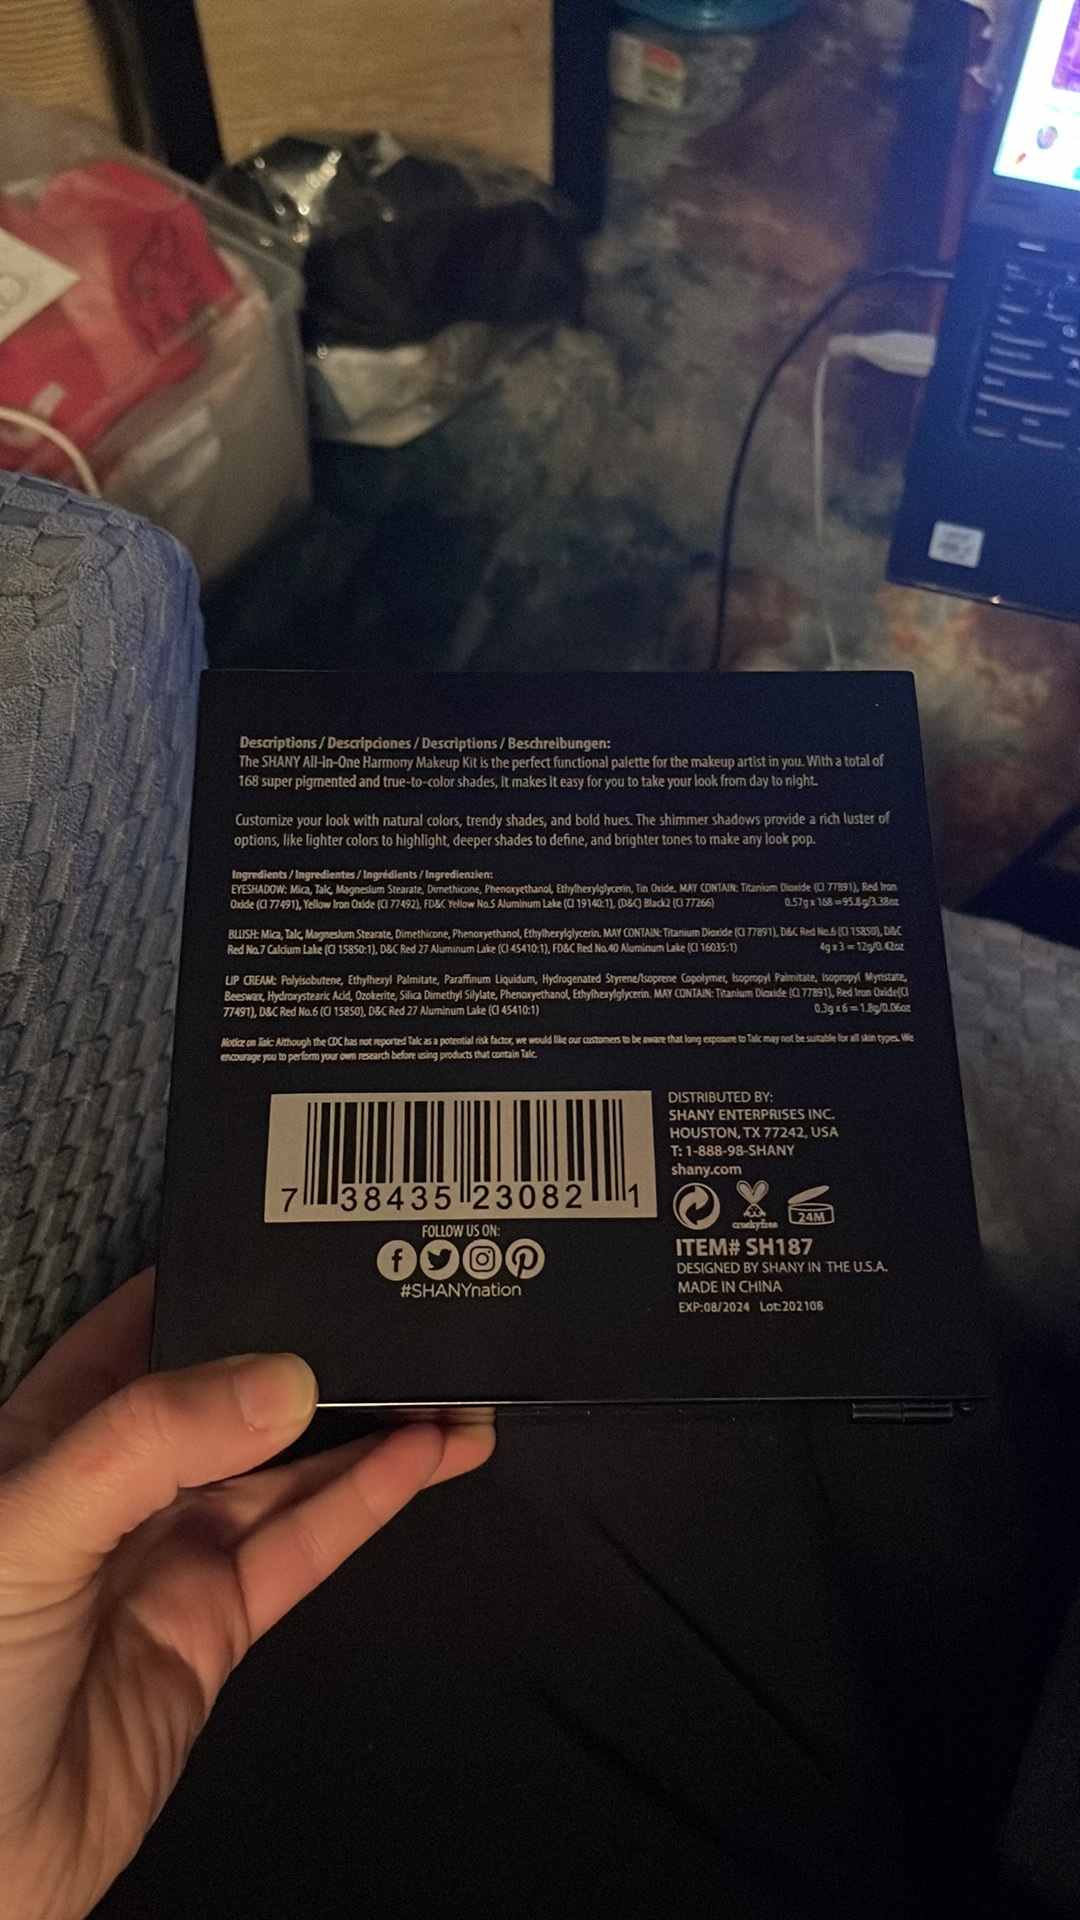 Descriptions / Descripciones / Descriptions / Beschreibungen:
The SHANY All-In-One Harmony Makeup Kit is the perfect functional palette for the makeup artist in you. With a total of
168 super pigmented and true-to-color shades, it makes it easy for you to take your look from day to night.
Customize your look with natural colors, trendy shades, and bold hues. The shimmer shadows provide a rich luster of
options, like lighter colors to highlight, deeper shades to define, and brighter tones to make any look pop.
Ingredients / Ingredientes / Ingrédients / Ingredienzien:
EYESHADOW: Mica, Talc, Magnesium Stearate, Dimethicone, Phenoxyethanol, Ethylhexylglycerin, Tin Oxide. MAY CONTAIN: Titanium Dioxide (CI 77891), Red Iron
Oxide (CI 77491), Yellow Iron Oxide (CI 77492), FD&C Yellow No.5 Aluminum Lake (CI 19140:1), (D&C) Black2 (CI 77266) 0.57g x 168 =95.8g/3.38oz
BLUSH: Mica, Talc, Magnesium Stearate, Dimethicone, Phenoxyethanol, Ethylhexylglycerin. MAY CONTAIN: Titanium Dioxide (CI 77891), D&C Red No.6 (CI 15850), D&C
Red No.7 Calcium Lake (CI 15850:1), D&C Red 27 Aluminum Lake (CI 45410:1), FD&C Red No.40 Aluminum Lake (CI 16035:1) 4g x 3 = 12g/0.42oz
LIP CREAM: Polyisobutene, Ethylhexyl Palmitate, Paraffinum Liquidum, Hydrogenated Styrene/Isoprene Copolymer, Isopropyl Palmitate, Isopropyl Myristate,
Beeswax, Hydroxystearic Acid, Ozokerite, Silica Dimethyl Silylate, Phenoxyethanol, Ethylhexylglycerin. MAY CONTAIN: Titanium Dioxide (CI 77891), Red Iron Oxide(CI
77491), D&C Red No.6 (CI 15850), D&C Red 27 Aluminum Lake (CI 45410:1) 0.3g x 6 = 1.8g/0.06oz
Notice on Talc: Although the CDC has not reported Talc as a potential risk factor, we would like our customers to be aware that long exposure to Talc may not be suitable for all skin types. We
encourage you to perform your own research before using products that contain Talc.
7 38435 23082 1
FOLLOW US ON:
#SHANYnation
DISTRIBUTED BY:
SHANY ENTERPRISES INC.
HOUSTON, TX 77242, USA
T: 1-888-98-SHANY
shany.com
crueltyfree
24M
ITEM# SH187
DESIGNED BY SHANY IN THE U.S.A.
MADE IN CHINA
EXP:08/2024 Lot:202108